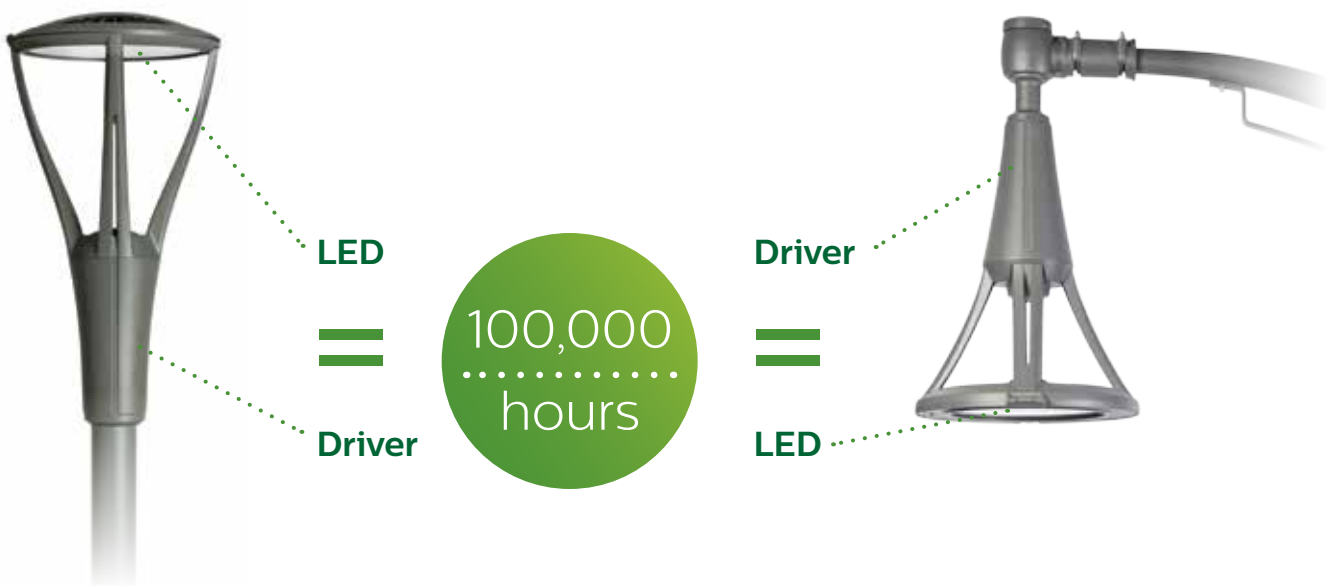 LED
=
Driver
100,000
hours
Driver
=
LED